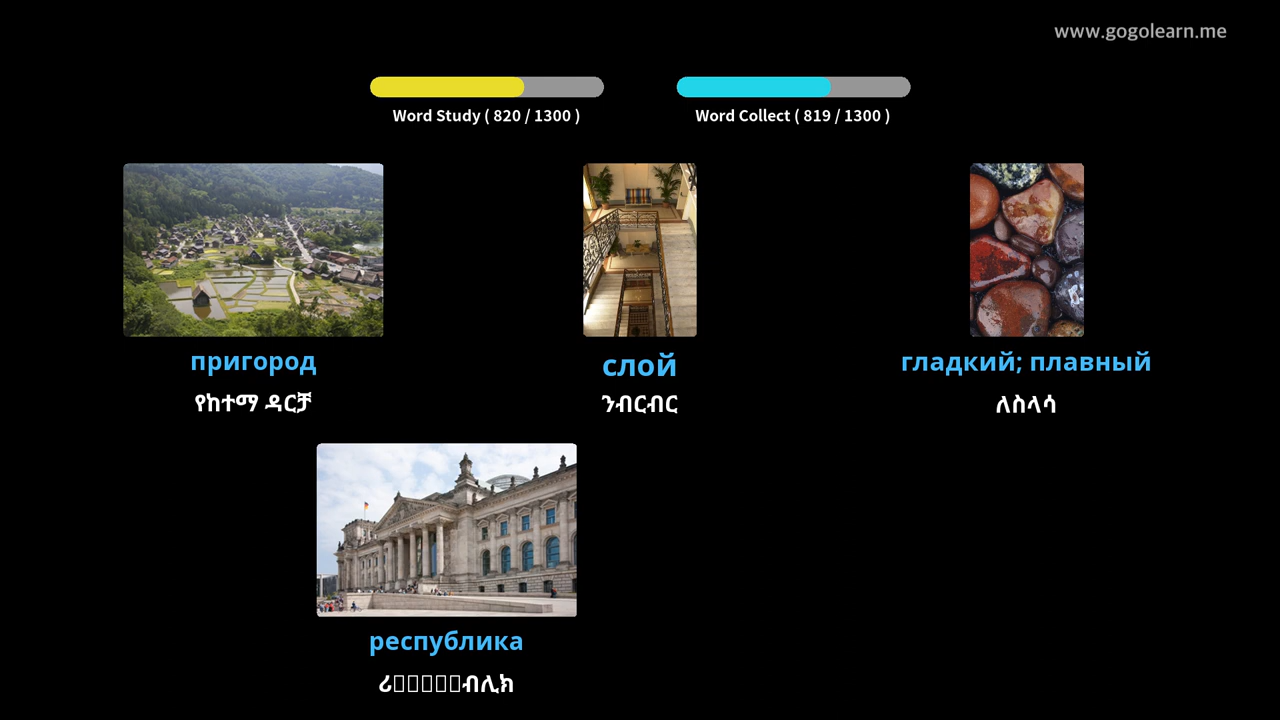 www.gogolearn.me
Word Study ( 820 / 1300 )
Word Collect ( 819 / 1300 )
пригород
слой
гладкий; плавный
የከተማ ዳርቻ
ንብርብር
ለስላሳ
республика
ሪ▯▯▯▯▯ብሊክ